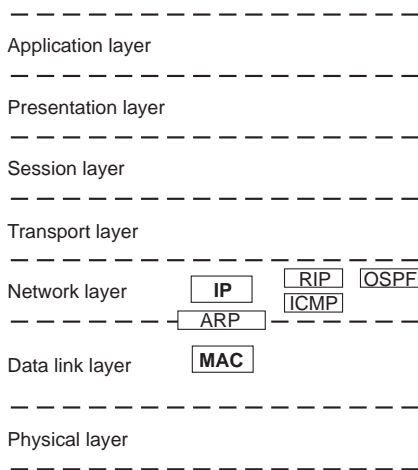 Application layer
Presentation layer
Session layer
Transport layer
Network layer IP RIP OSPF
ICMP
ARP
Data link layer MAC
Physical layer